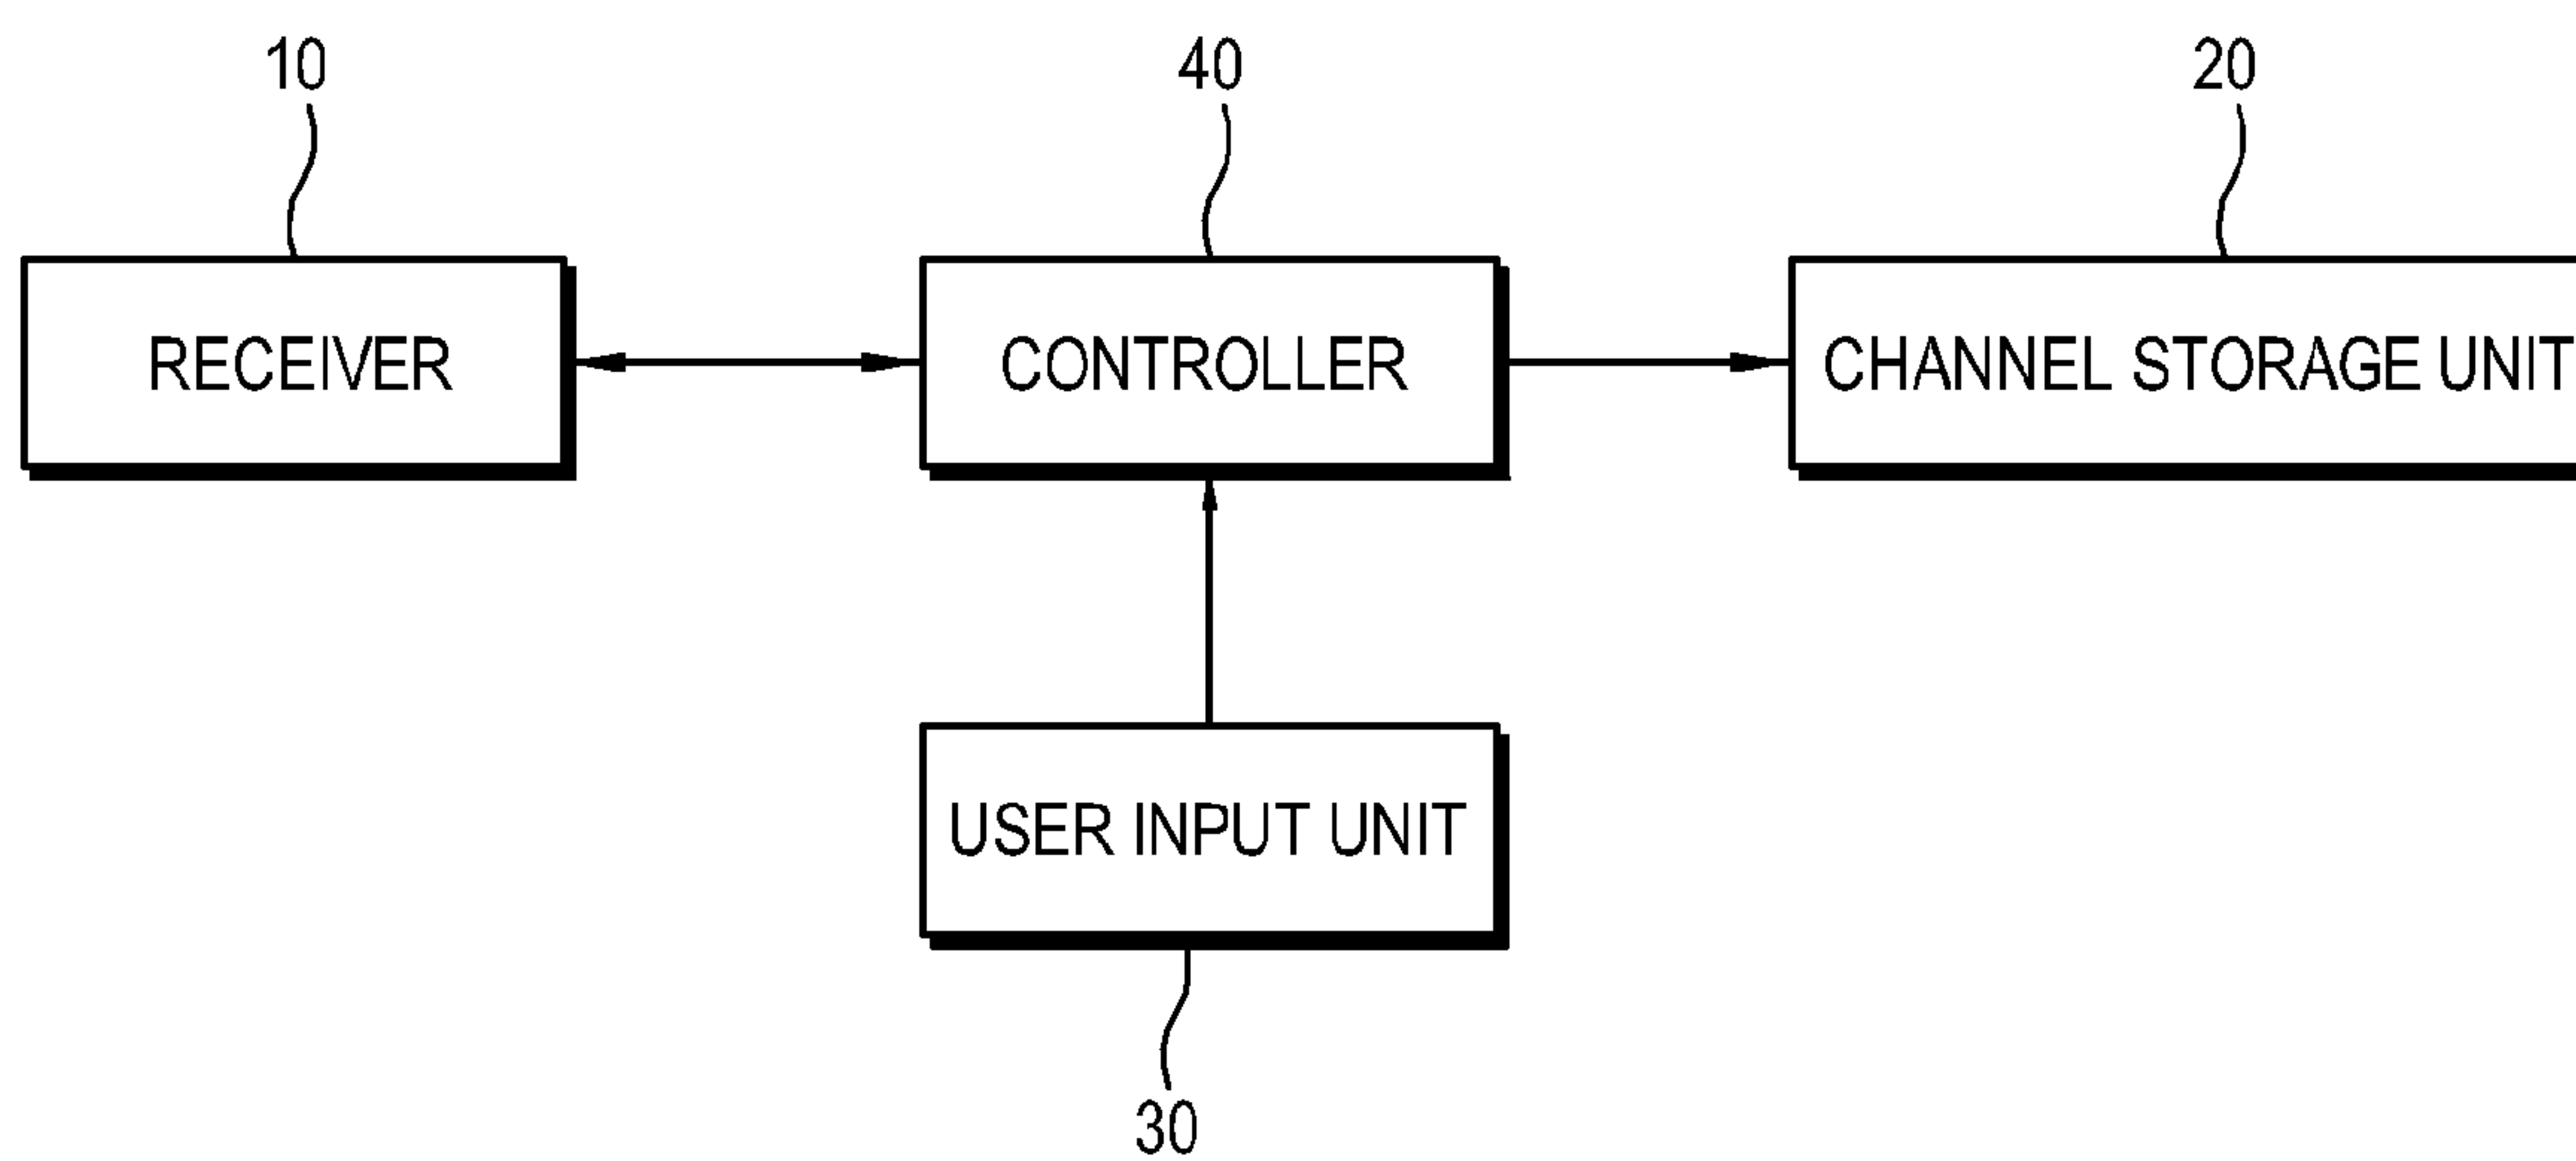 10
40
20
RECEIVER
CONTROLLER
CHANNEL STORAGE UNIT
USER INPUT UNIT
30